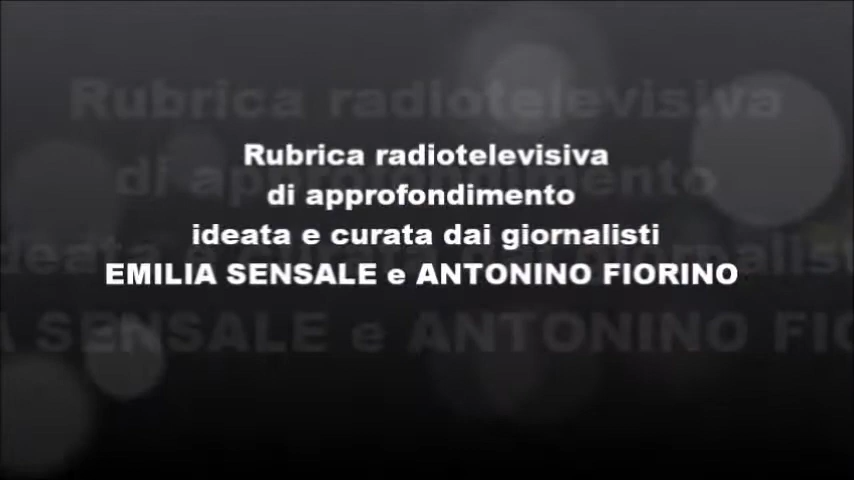 Rubrica radiotelevisiva
di approfondimento
ideata e curata dai giornalisti
EMILIA SENSALE e ANTONINO FIORINO